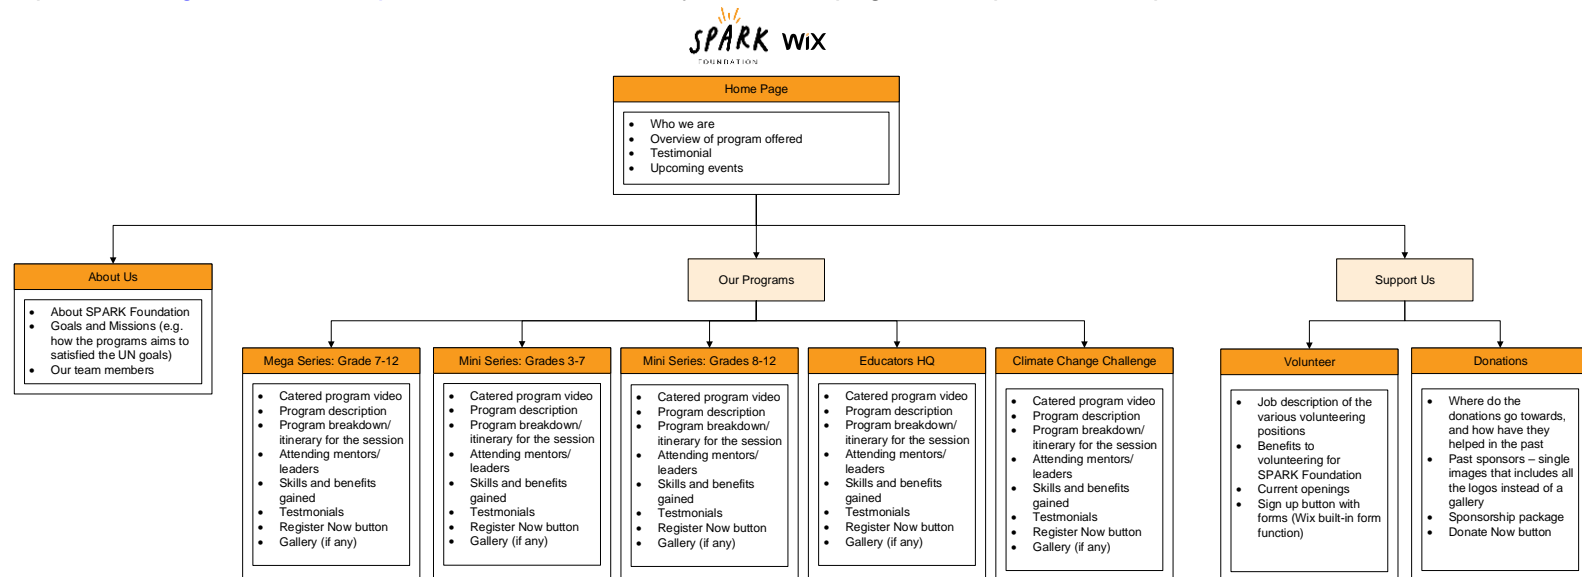 SPARK WiX
FOUNDATION
Home Page
• Who we are
• Overview of program offered
• Testimonial
• Upcoming events
About Us
• About SPARK Foundation
• Goals and Missions (e.g.
how the programs aims to
satisfied the UN goals)
• Our team members
Our Programs
Mega Series: Grade 7-12
• Catered program video
• Program description
• Program breakdown/
itinerary for the session
• Attending mentors/
leaders
• Skills and benefits
gained
• Testmonials
• Register Now button
• Gallery (if any)
Mini Series: Grades 3-7
• Catered program video
• Program description
• Program breakdown/
itinerary for the session
• Attending mentors/
leaders
• Skills and benefits
gained
• Testmonials
• Register Now button
• Gallery (if any)
Mini Series: Grades 8-12
• Catered program video
• Program description
• Program breakdown/
itinerary for the session
• Attending mentors/
leaders
• Skills and benefits
gained
• Testmonials
• Register Now button
• Gallery (if any)
Educators HQ
• Catered program video
• Program description
• Program breakdown/
itinerary for the session
• Attending mentors/
leaders
• Skills and benefits
gained
• Testmonials
• Register Now button
• Gallery (if any)
Climate Change Challenge
• Catered program video
• Program description
• Program breakdown/
itinerary for the session
• Attending mentors/
leaders
• Skills and benefits
gained
• Testmonials
• Register Now button
• Gallery (if any)
Support Us
Volunteer
• Job description of the
various volunteering
positions
• Benefits to
volunteering for
SPARK Foundation
• Current openings
• Sign up button with
forms (Wix built-in form
function)
Donations
• Where do the
donations go towards,
and how have they
helped in the past
• Past sponsors – single
images that includes all
the logos instead of a
gallery
• Sponsorship package
• Donate Now button